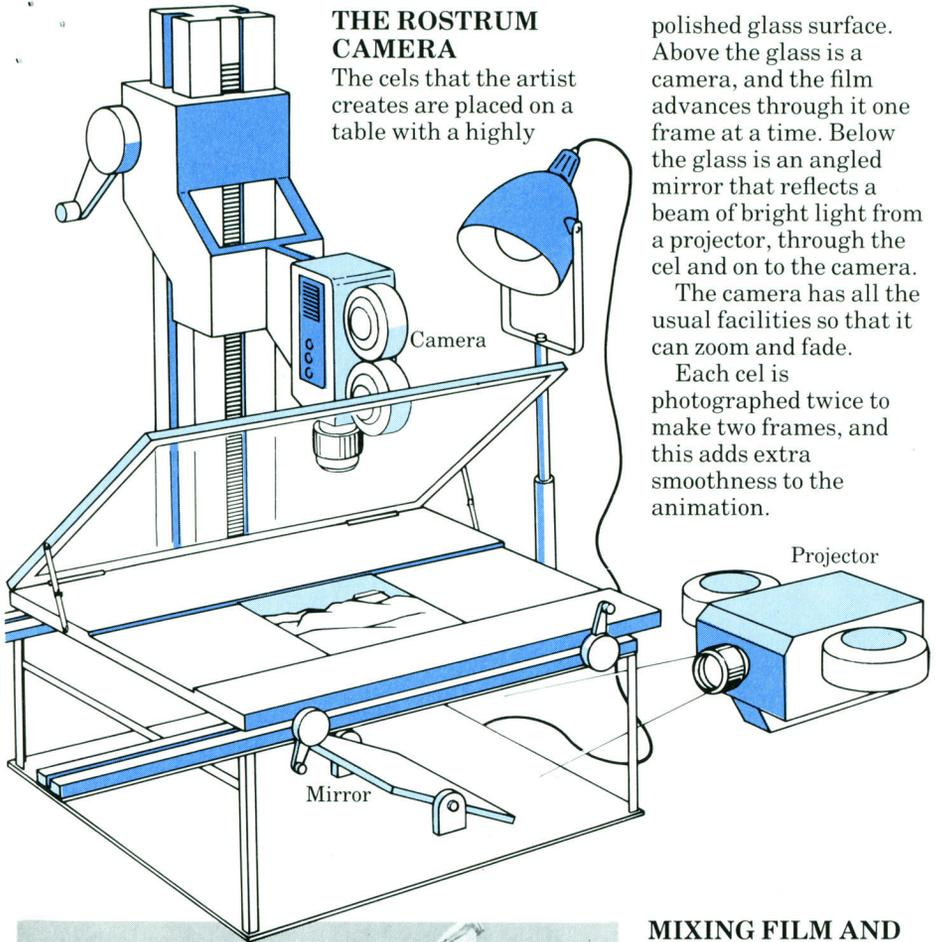 THE ROSTRUM
CAMERA
The cels that the artist
creates are placed on a
table with a highly
polished glass surface.
Above the glass is a
camera, and the film
advances through it one
frame at a time. Below
the glass is an angled
mirror that reflects a
beam of bright light from
a projector, through the
cel and on to the camera.
The camera has all the
usual facilities so that it
can zoom and fade.
Each cel is
photographed twice to
make two frames, and
this adds extra
smoothness to the
animation.
Camera
Projector
Mirror
MIXING FILM AND